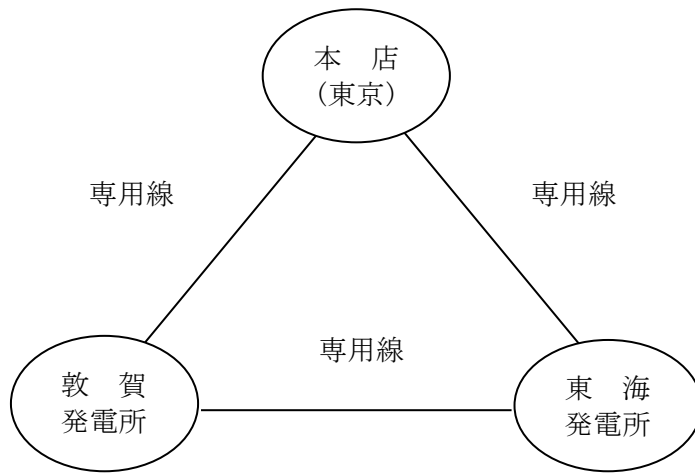 本　店
(東京)
専用線
専用線
専用線
敦　賀
発電所
東　海
発電所